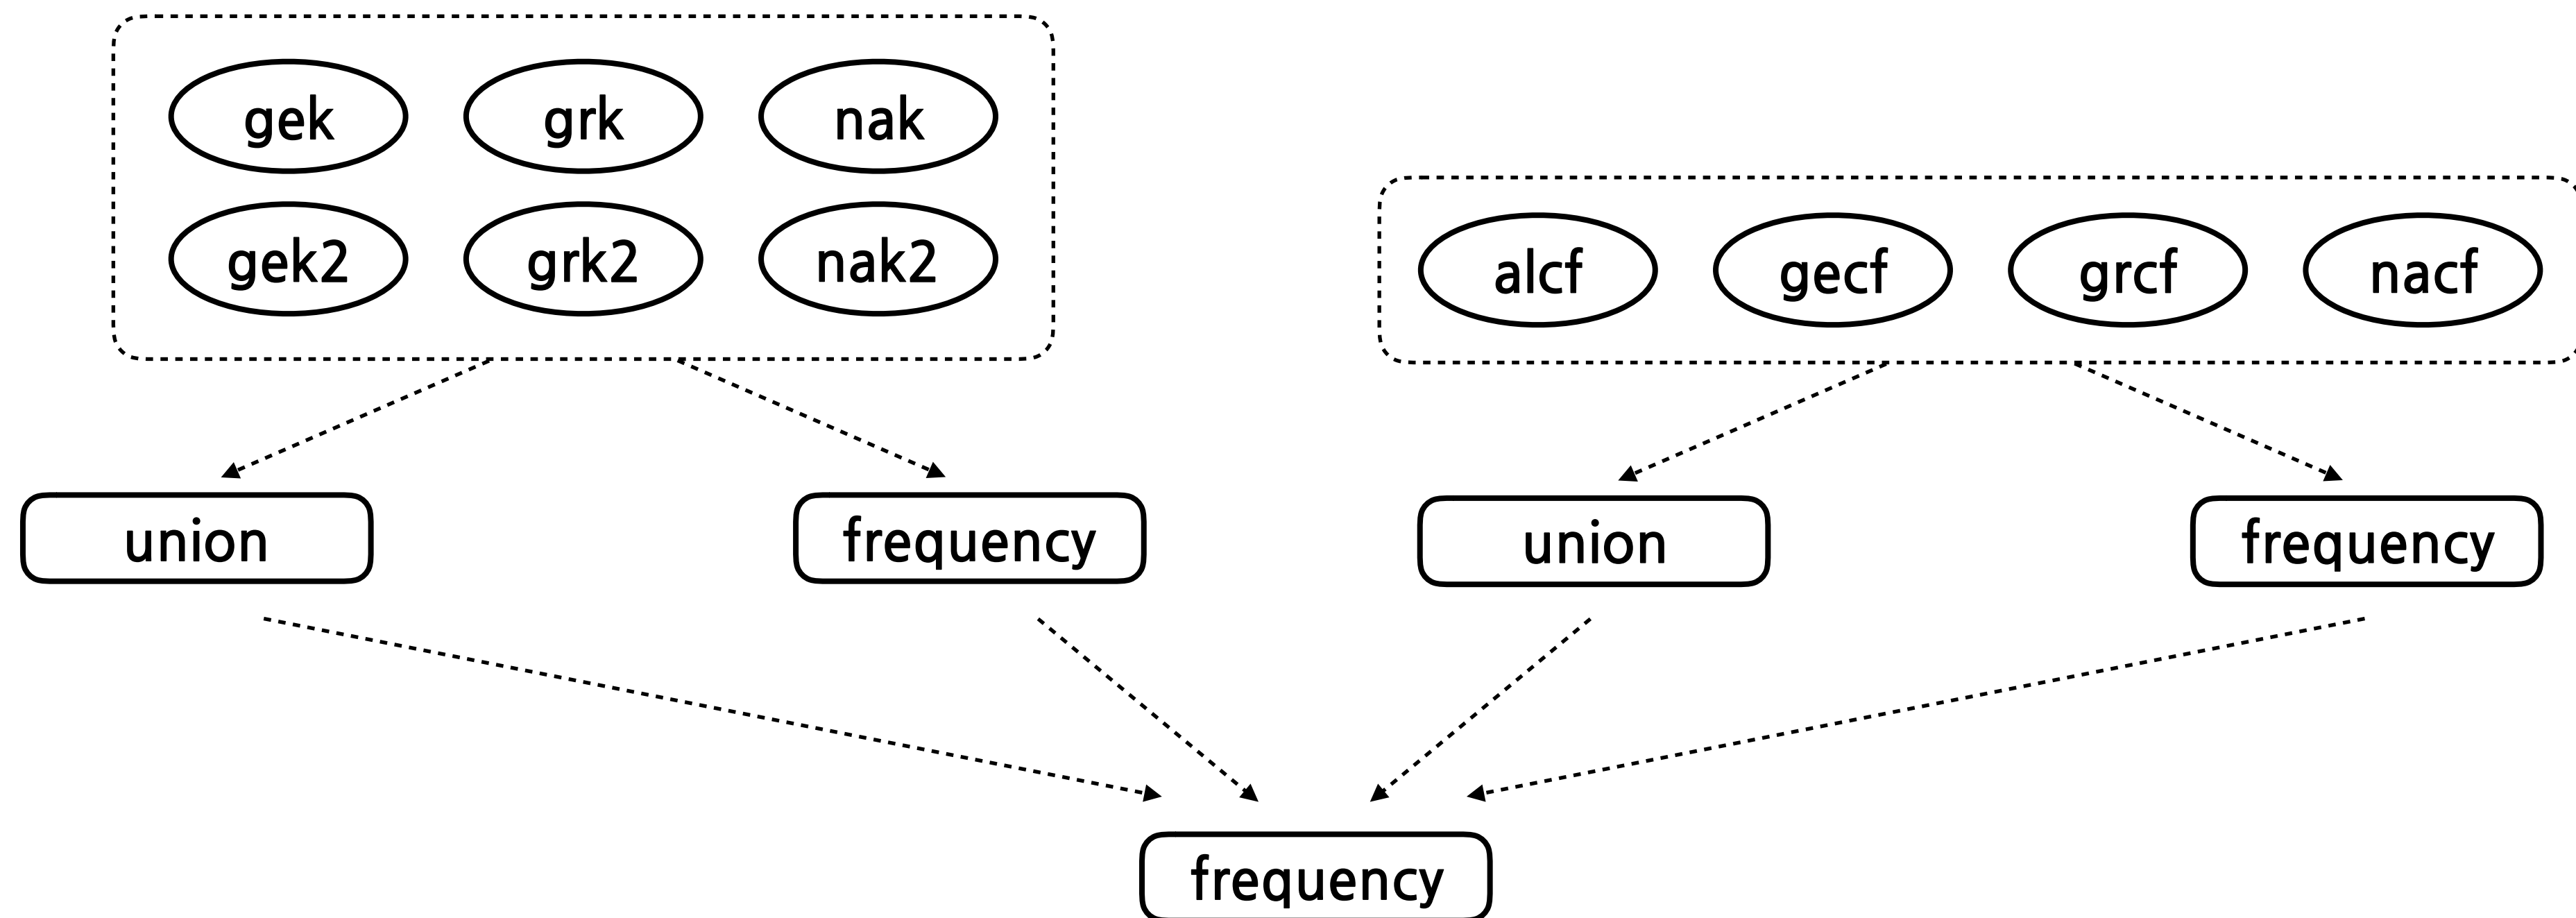 gek grk nak
gek2 grk2 nak2
alcf gecf grcf nacf
union frequency union frequency
frequency